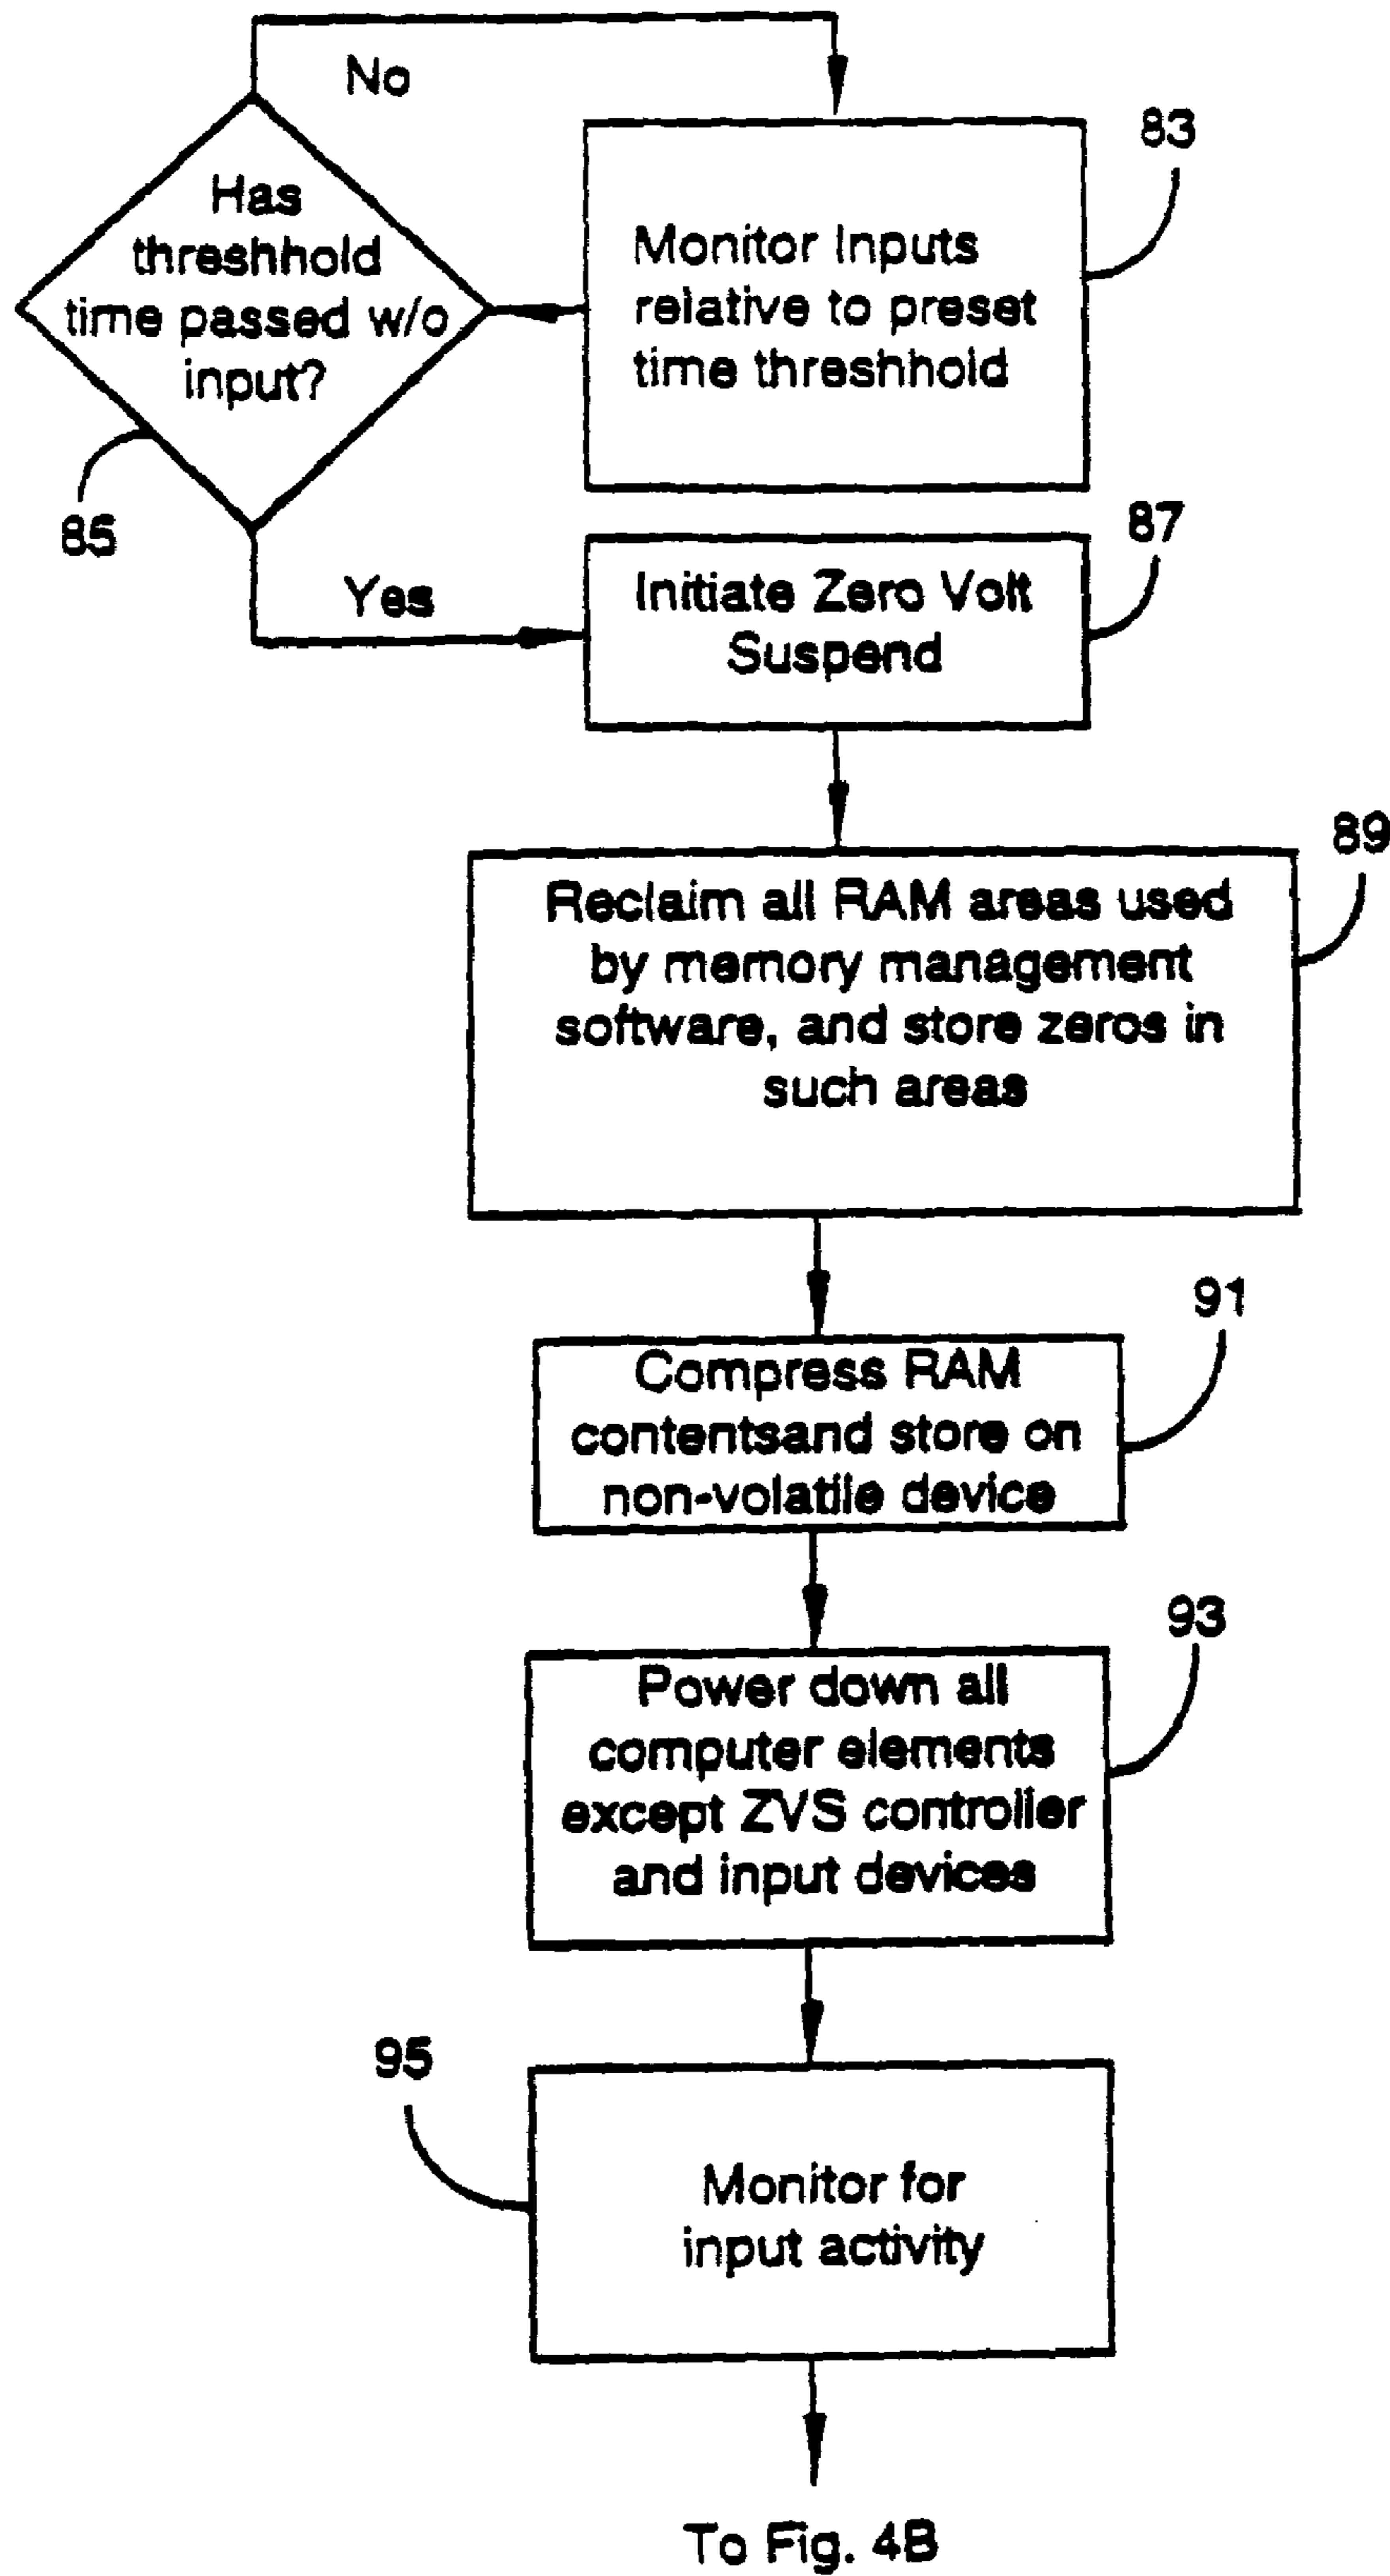 No
83
Has
threshhold
time passed w/o
input?
Monitor Inputs
relative to preset
time threshhold
85
87
Yes
Initiate Zero Volt
Suspend
89
Reclaim all RAM areas used
by memory management
software, and store zeros in
such areas
91
Compress RAM
contentsand store on
non-volatile device
93
Power down all
computer elements
except ZVS controller
and input devices
95
Monitor for
input activity
To Fig. 4B